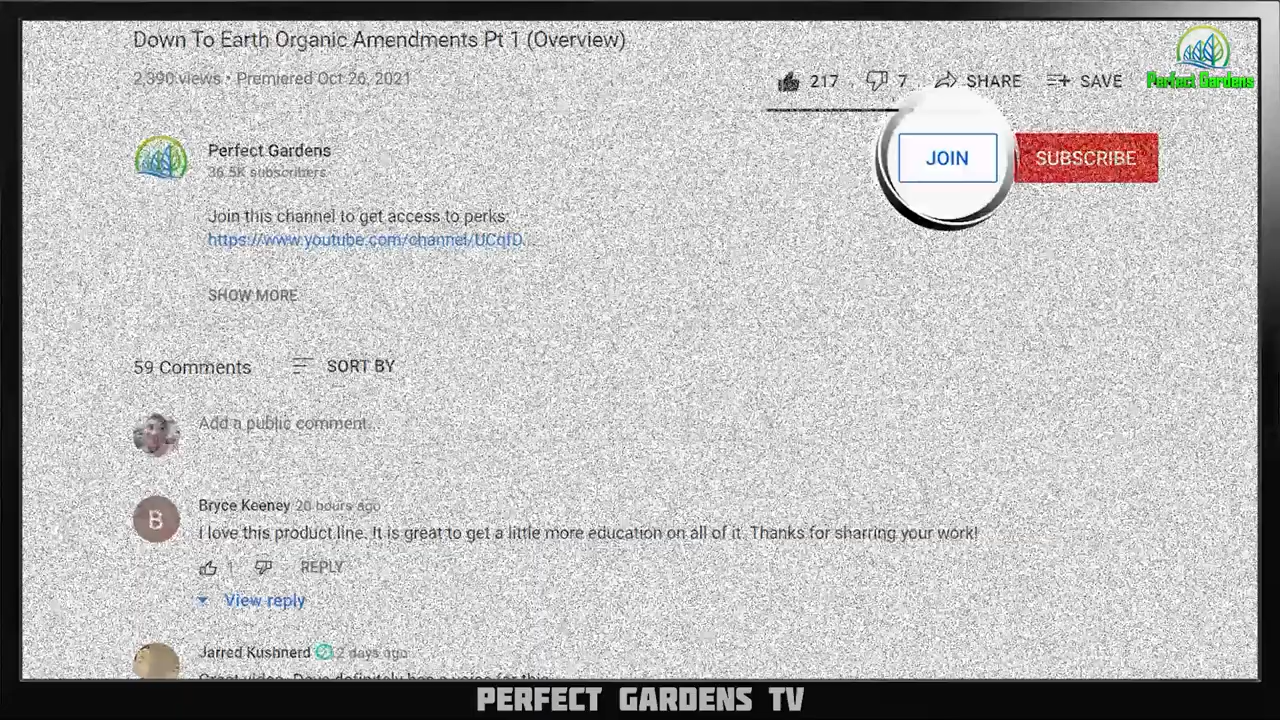 Down To Earth Organic Amendments Pt 1 (Overview)
2,390 views • Premiered Oct 26, 2021
217 7 SHARE SAVE
Perfect Gardens
Perfect Gardens
36.5K subscribers
JOIN SUBSCRIBE
Join this channel to get access to perks:
https://www.youtube.com/channel/UCqfD...
SHOW MORE
59 Comments SORT BY
Add a public comment...
B
Bryce Keeney 20 hours ago
I love this product line. It is great to get a little more education on all of it. Thanks for sharring your work!
1 REPLY
View reply
Jarred Kushnerd 2 days ago
PERFECT GARDENS TV